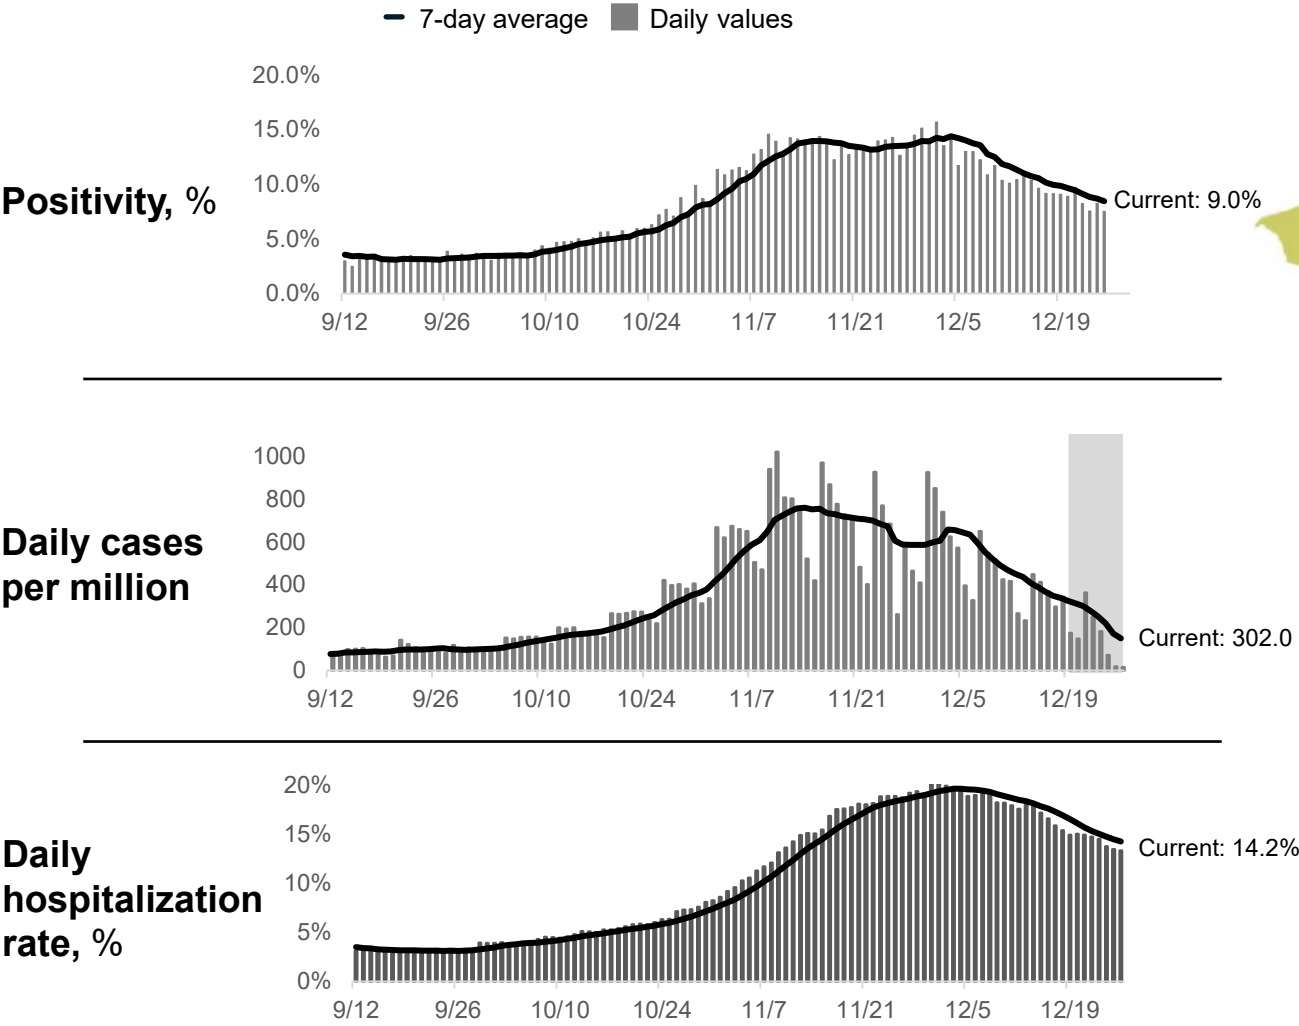 7-day average Daily values
20.0%
15.0%
10.0%
5.0%
0.0%
Positivity, %
Current: 9.0%
9/12 9/26 10/10 10/24 11/7 11/21 12/5 12/19
1000
800
600
400
200
0
Daily cases
per million
Current: 302.0
9/12 9/26 10/10 10/24 11/7 11/21 12/5 12/19
20%
15%
10%
5%
0%
Daily
hospitalization
rate, %
Current: 14.2%
9/12 9/26 10/10 10/24 11/7 11/21 12/5 12/19